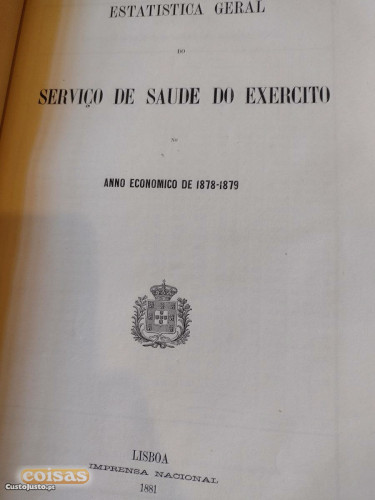 ESTATISTICA GERAL
DO
SERVIÇO DE SAUDE DO EXERCITO
NO
ANNO ECONOMICO DE 1878-1879
LISBOA
IMPRENSA NACIONAL
1881
coisas
CustoJusto.pt